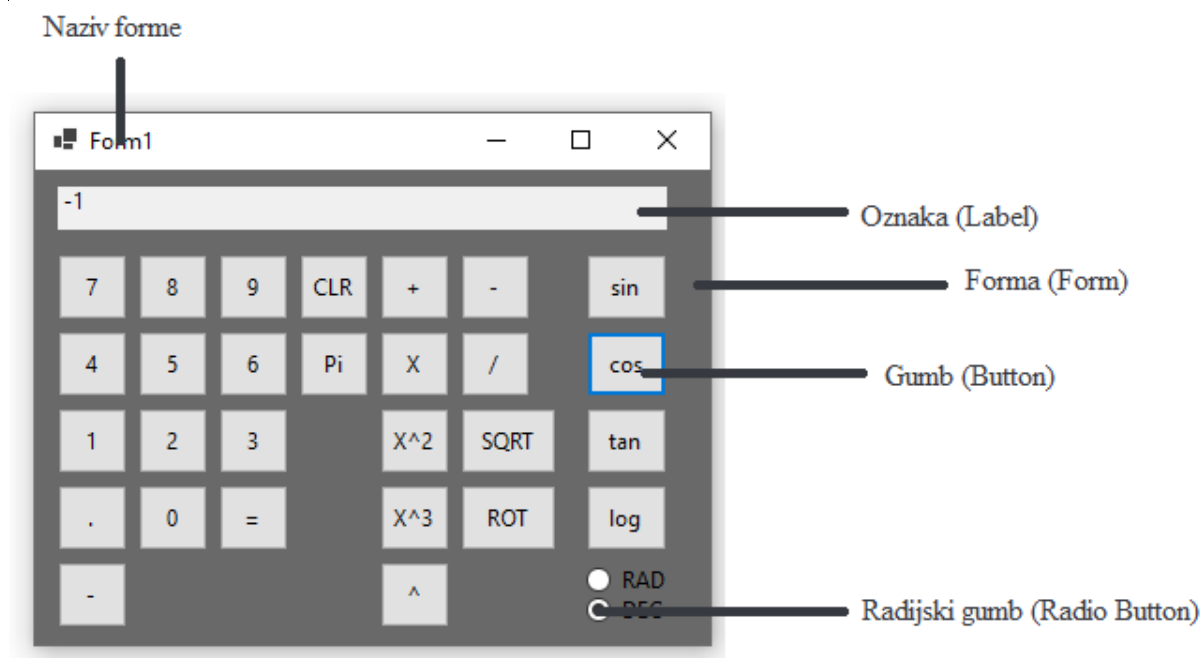 Naziv forme
Form1
-1
Oznaka (Label)
7 8 9 CLR + - sin
Forma (Form)
4 5 6 Pi X / cos
Gumb (Button)
1 2 3 X^2 SQRT tan
. 0 = X^3 ROT log
- ^ RAD
Radijski gumb (Radio Button)